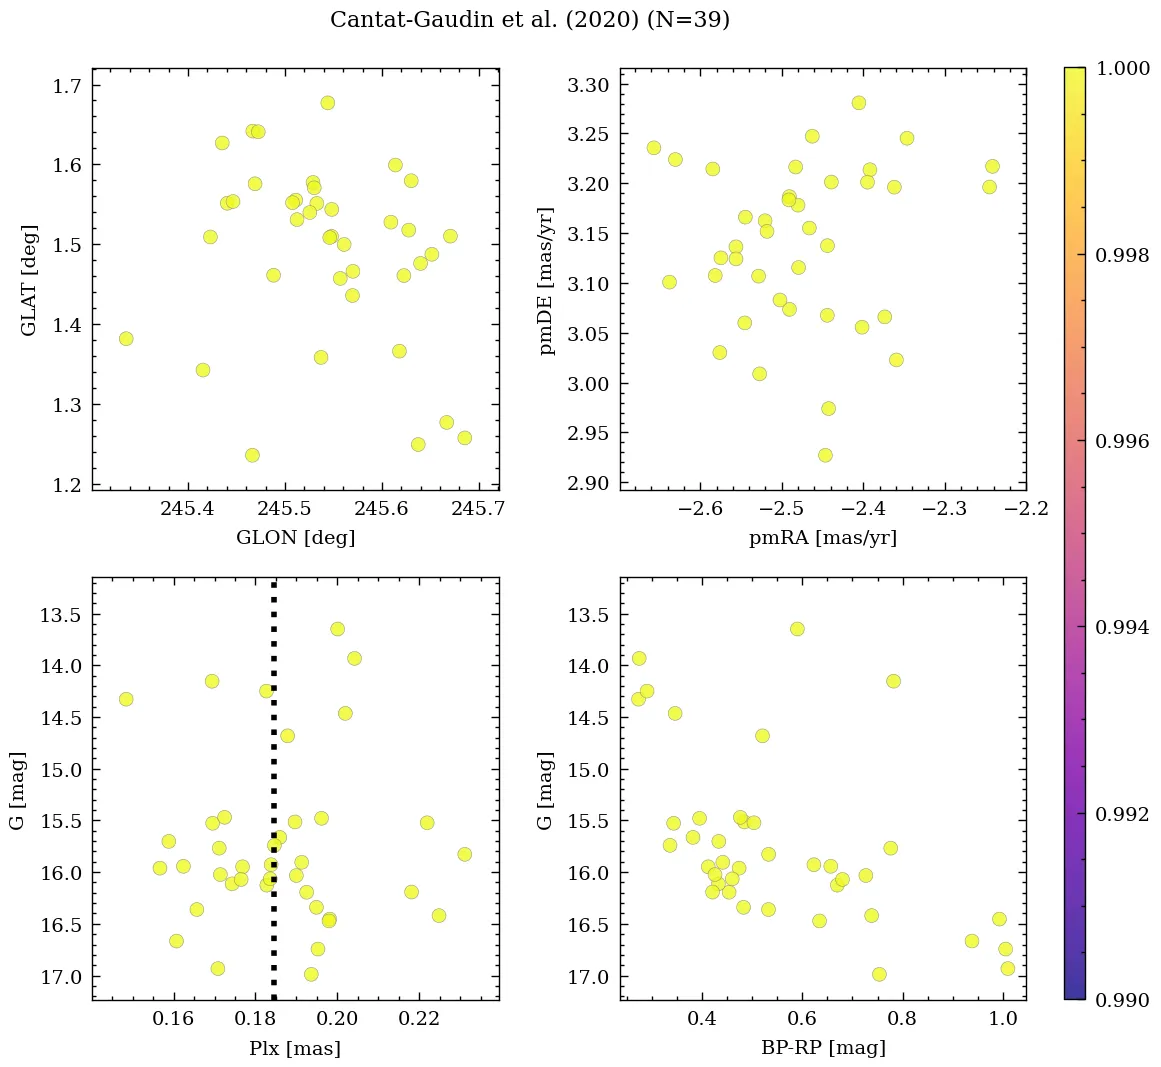 Cantat-Gaudin et al. (2020) (N=39)
1.7
1.6
1.5
1.4
1.3
1.2
GLAT [deg]
245.4 245.5 245.6 245.7
GLON [deg]
3.30
3.25
3.20
3.15
3.10
3.05
3.00
2.95
2.90
pmDE [mas/yr]
−2.6 −2.5 −2.4 −2.3 −2.2
pmRA [mas/yr]
1.000
0.998
0.996
0.994
0.992
0.990
13.5
14.0
14.5
15.0
15.5
16.0
16.5
17.0
G [mag]
0.16 0.18 0.20 0.22
Plx [mas]
13.5
14.0
14.5
15.0
15.5
16.0
16.5
17.0
G [mag]
0.4 0.6 0.8 1.0
BP-RP [mag]